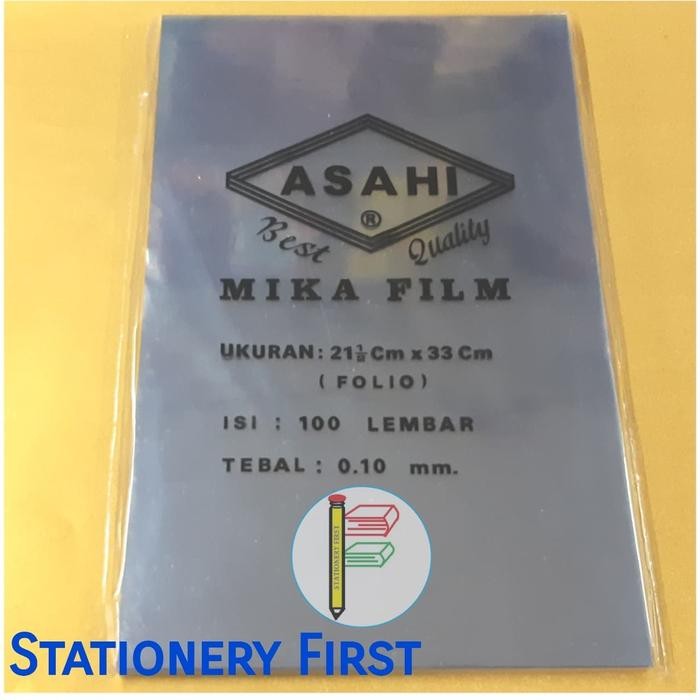 ASAHI
®
Best Quality
MIKA FILM
UKURAN: 21½ Cm x 33 Cm
( FOLIO )
ISI : 100 LEMBAR
TEBAL : 0.10 mm.
STATIONERY FIRST
STATIONERY FIRST